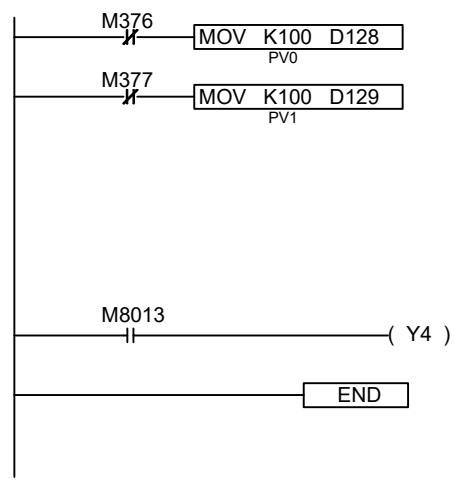 M376
MOV K100 D128
PV0
M377
MOV K100 D129
PV1
M8013
( Y4 )
END